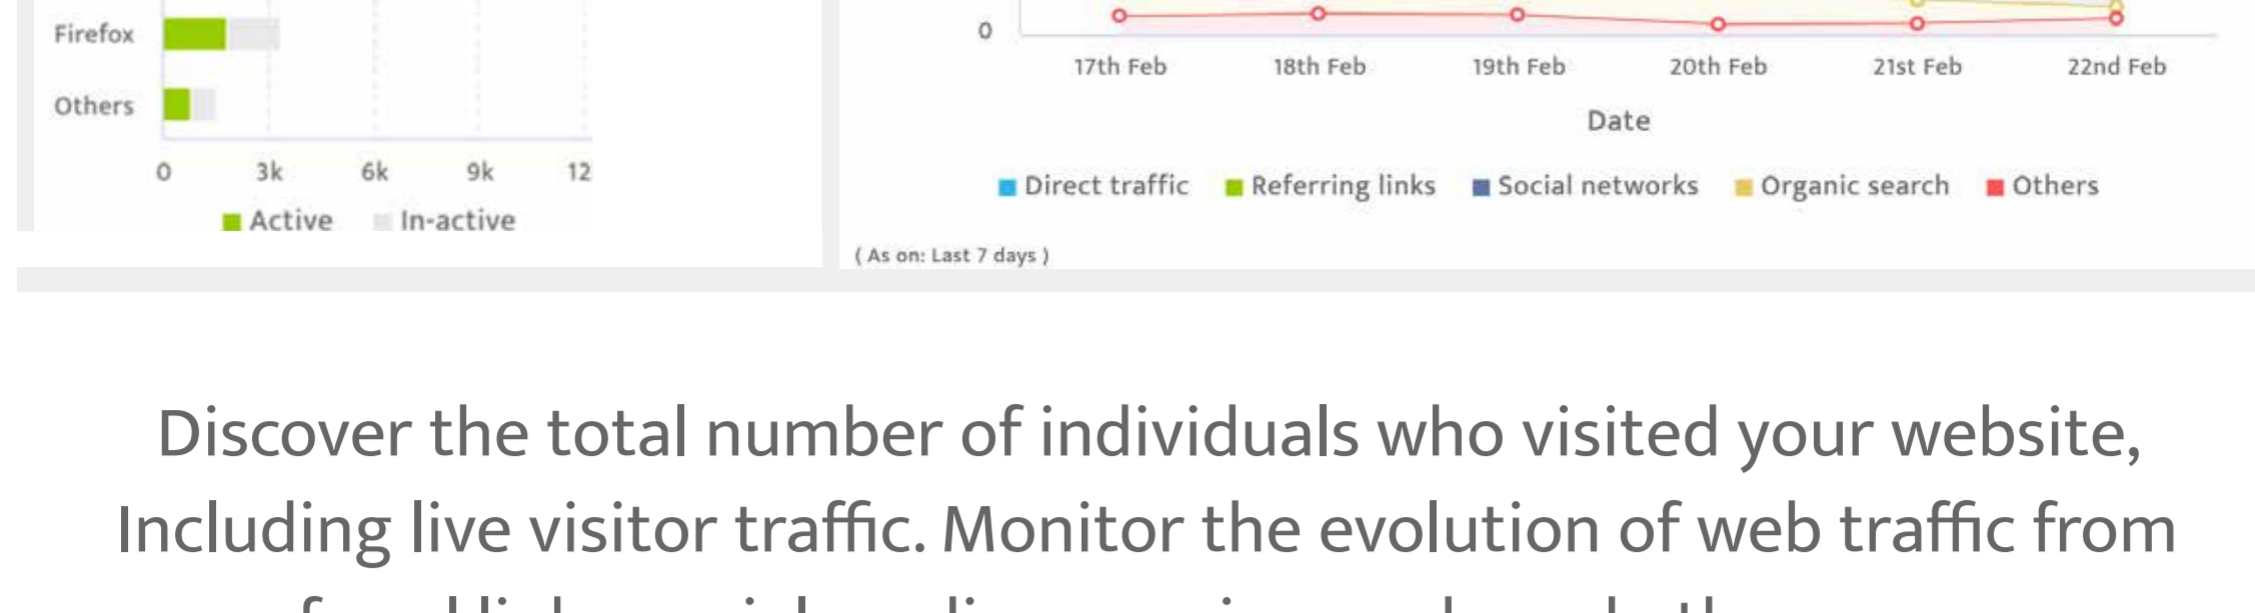 Firefox
Others
0 3k 6k 9k 12
Active In-active
0
17th Feb 18th Feb 19th Feb 20th Feb 21st Feb 22nd Feb
Date
Direct traffic Referring links Social networks Organic search Others
( As on: Last 7 days )
Discover the total number of individuals who visited your website,
Including live visitor traffic. Monitor the evolution of web traffic from